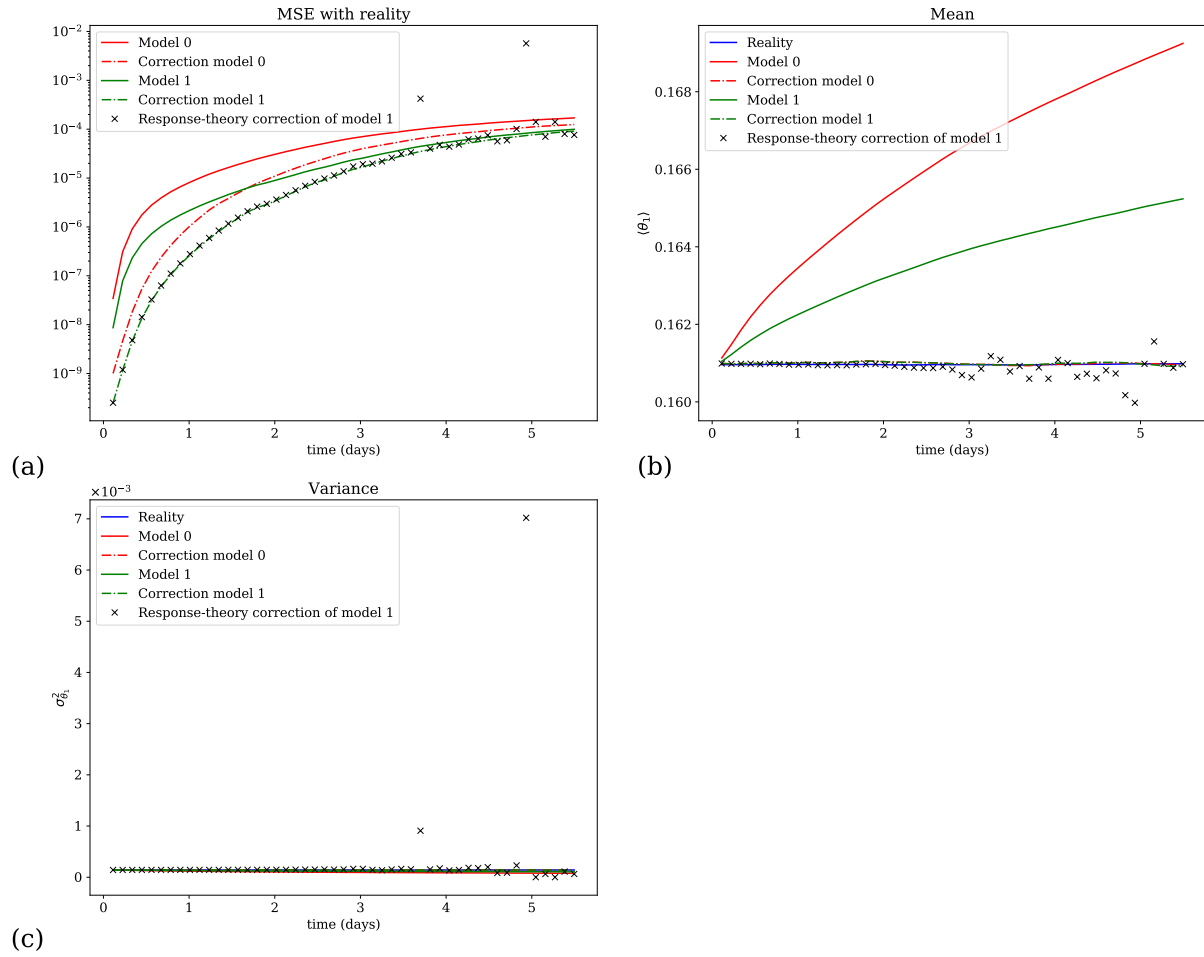 MSE with reality
10⁻²
10⁻³
10⁻⁴
10⁻⁵
10⁻⁶
10⁻⁷
10⁻⁸
10⁻⁹
Model 0
Correction model 0
Model 1
Correction model 1
Response-theory correction of model 1
0 1 2 3 4 5
time (days)
(a)
Mean
0.168
0.166
0.164
0.162
0.160
⟨θ₁⟩
Reality
Model 0
Correction model 0
Model 1
Correction model 1
Response-theory correction of model 1
0 1 2 3 4 5
time (days)
(b)
×10⁻³
Variance
7
6
5
4
3
2
1
0
σ²θ₁
Reality
Model 0
Correction model 0
Model 1
Correction model 1
Response-theory correction of model 1
0 1 2 3 4 5
time (days)
(c)